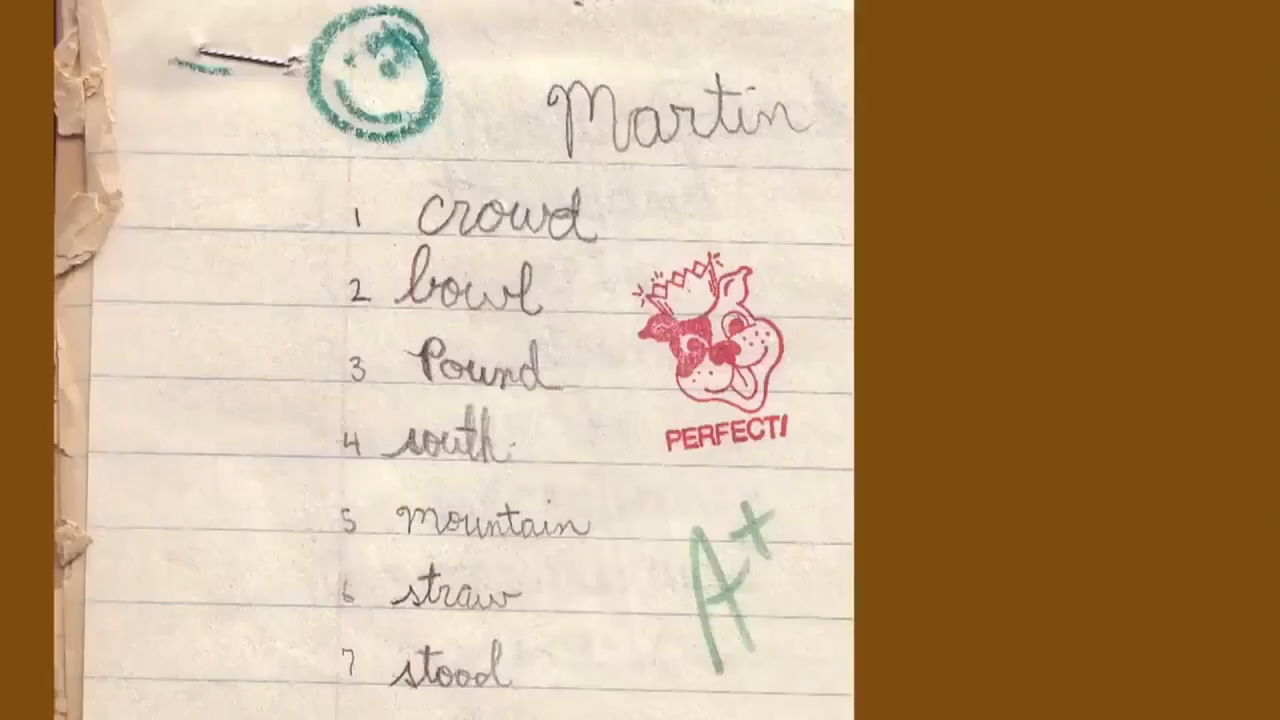 Martin
1 crowd
2 bowl
3 Pound
4 south
5 mountain
6 straw
7 stood
PERFECT!
A+